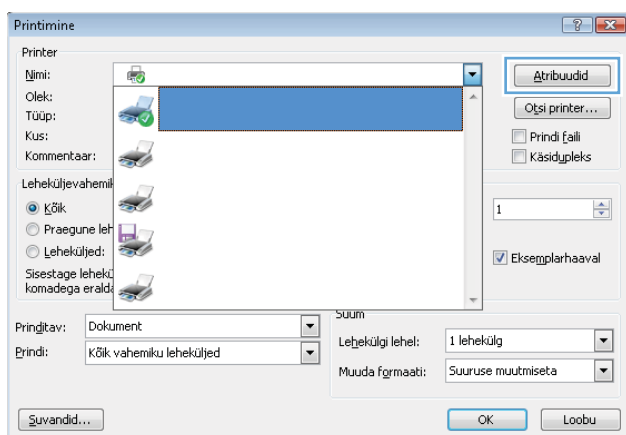 Printimine
Printer
Nimi:
Atribuudid
Olek:
Otsi printer...
Tüüp:
Kus:
Prindi faili
Kommentaar:
Käsidupleks
Leheküljevahemik
Kõik
1
Praegune leh
Leheküljed:
Eksemplarhaaval
Sisestage lehekü
komadega eralda
Suum
Prinditav: Dokument
Lehekülgi lehel: 1 lehekülg
Prindi: Kõik vahemiku leheküljed
Muuda formaati: Suuruse muutmiseta
Suvandid...
OK
Loobu